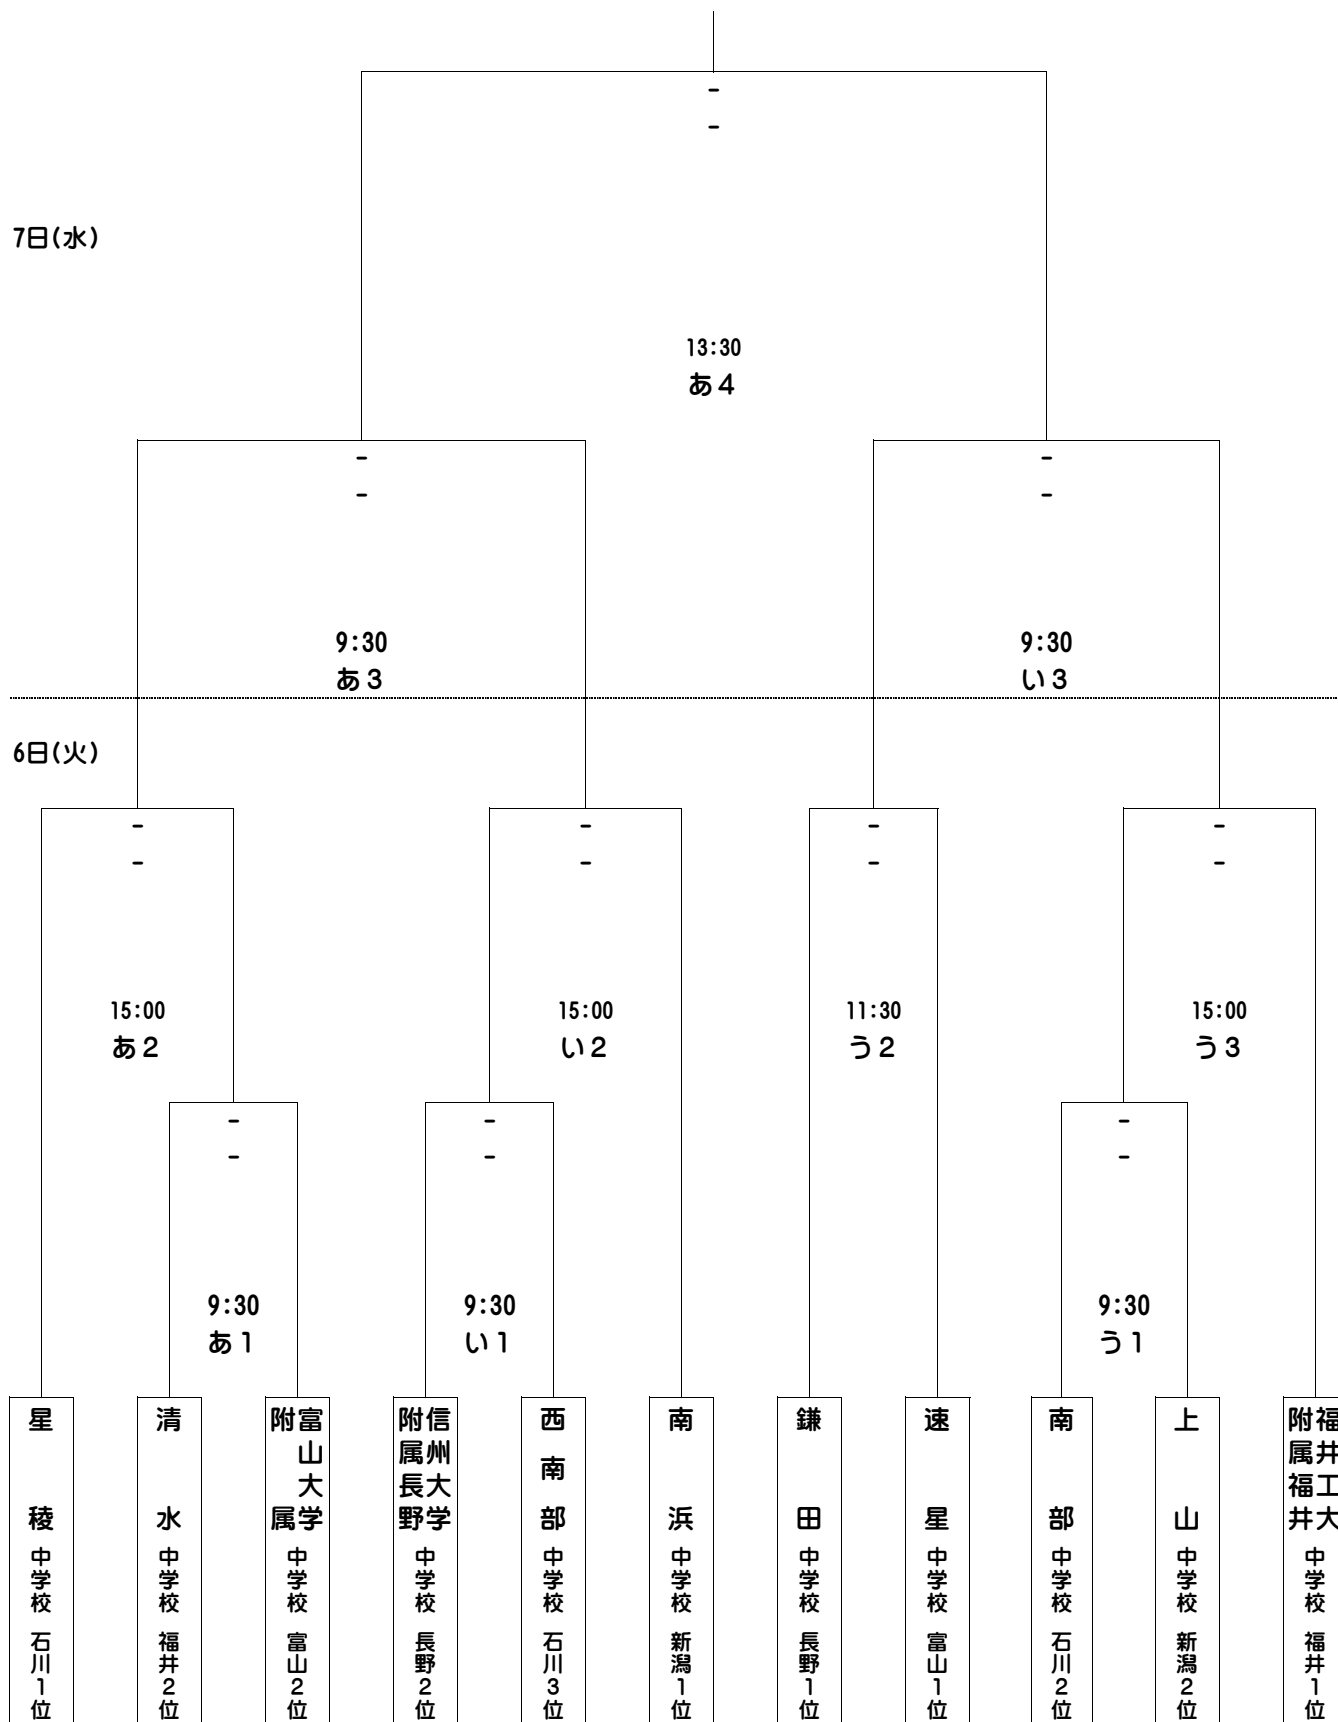 -
-
7日(水)
13:30
あ4
-
-
-
-
9:30
あ3
9:30
い3
6日(火)
-
-
-
-
-
-
-
-
15:00
あ2
15:00
い2
11:30
う2
15:00
う3
-
-
-
-
-
-
9:30
あ1
9:30
い1
9:30
う1
星稜中学校 石川1位
清水中学校 福井2位
富山大学
附属
中学校 富山2位
信州大学
附属長野
中学校 長野2位
西南部中学校 石川3位
南浜中学校 新潟1位
鎌田中学校 長野1位
速星中学校 富山1位
南部中学校 石川2位
上山中学校 新潟2位
福井工大
附属福井
中学校 福井1位